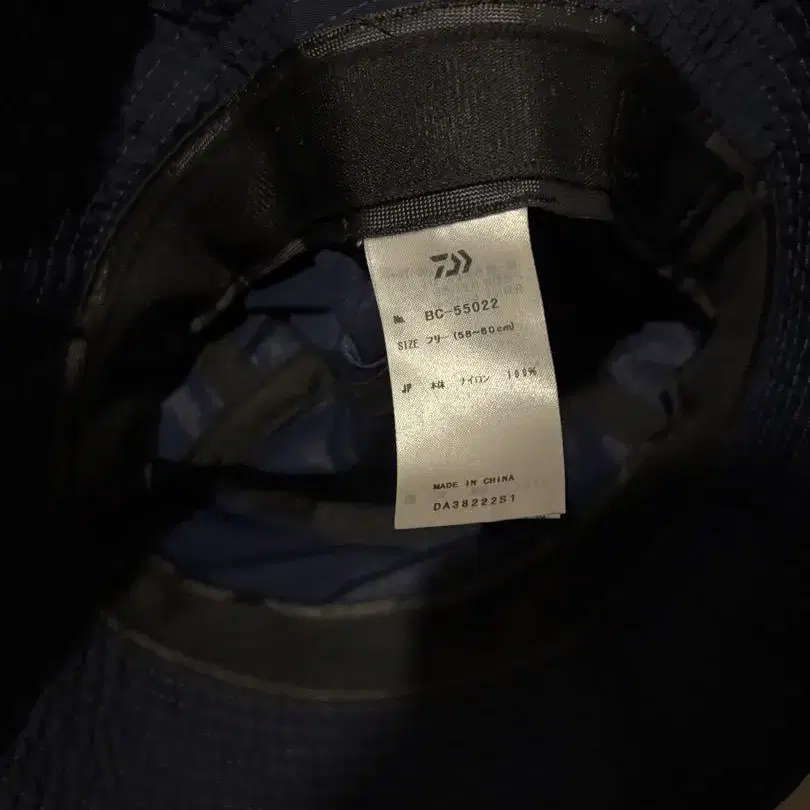 № BC-55022
SIZE フリー(58~60cm)
JP 本体 ナイロン 100%
MADE IN CHINA
DA38222S1